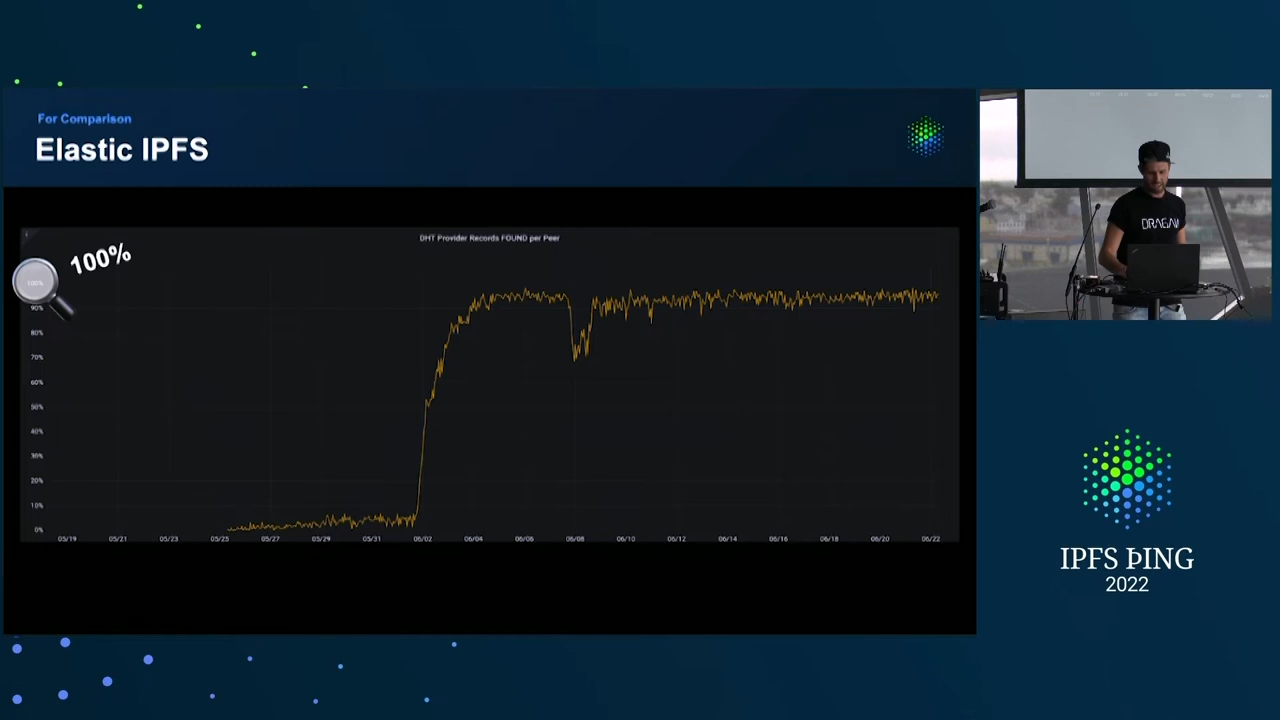 For Comparison
Elastic IPFS
DHT Provider Records FOUND per Peer
100%
100%
90%
80%
70%
60%
50%
40%
30%
20%
10%
0%
05/19 05/21 05/23 05/25 05/27 05/29 05/31 06/02 06/04 06/06 06/08 06/10 06/12 06/14 06/16 06/18 06/20 06/22
DRAGAN
IPFS ÞING
2022